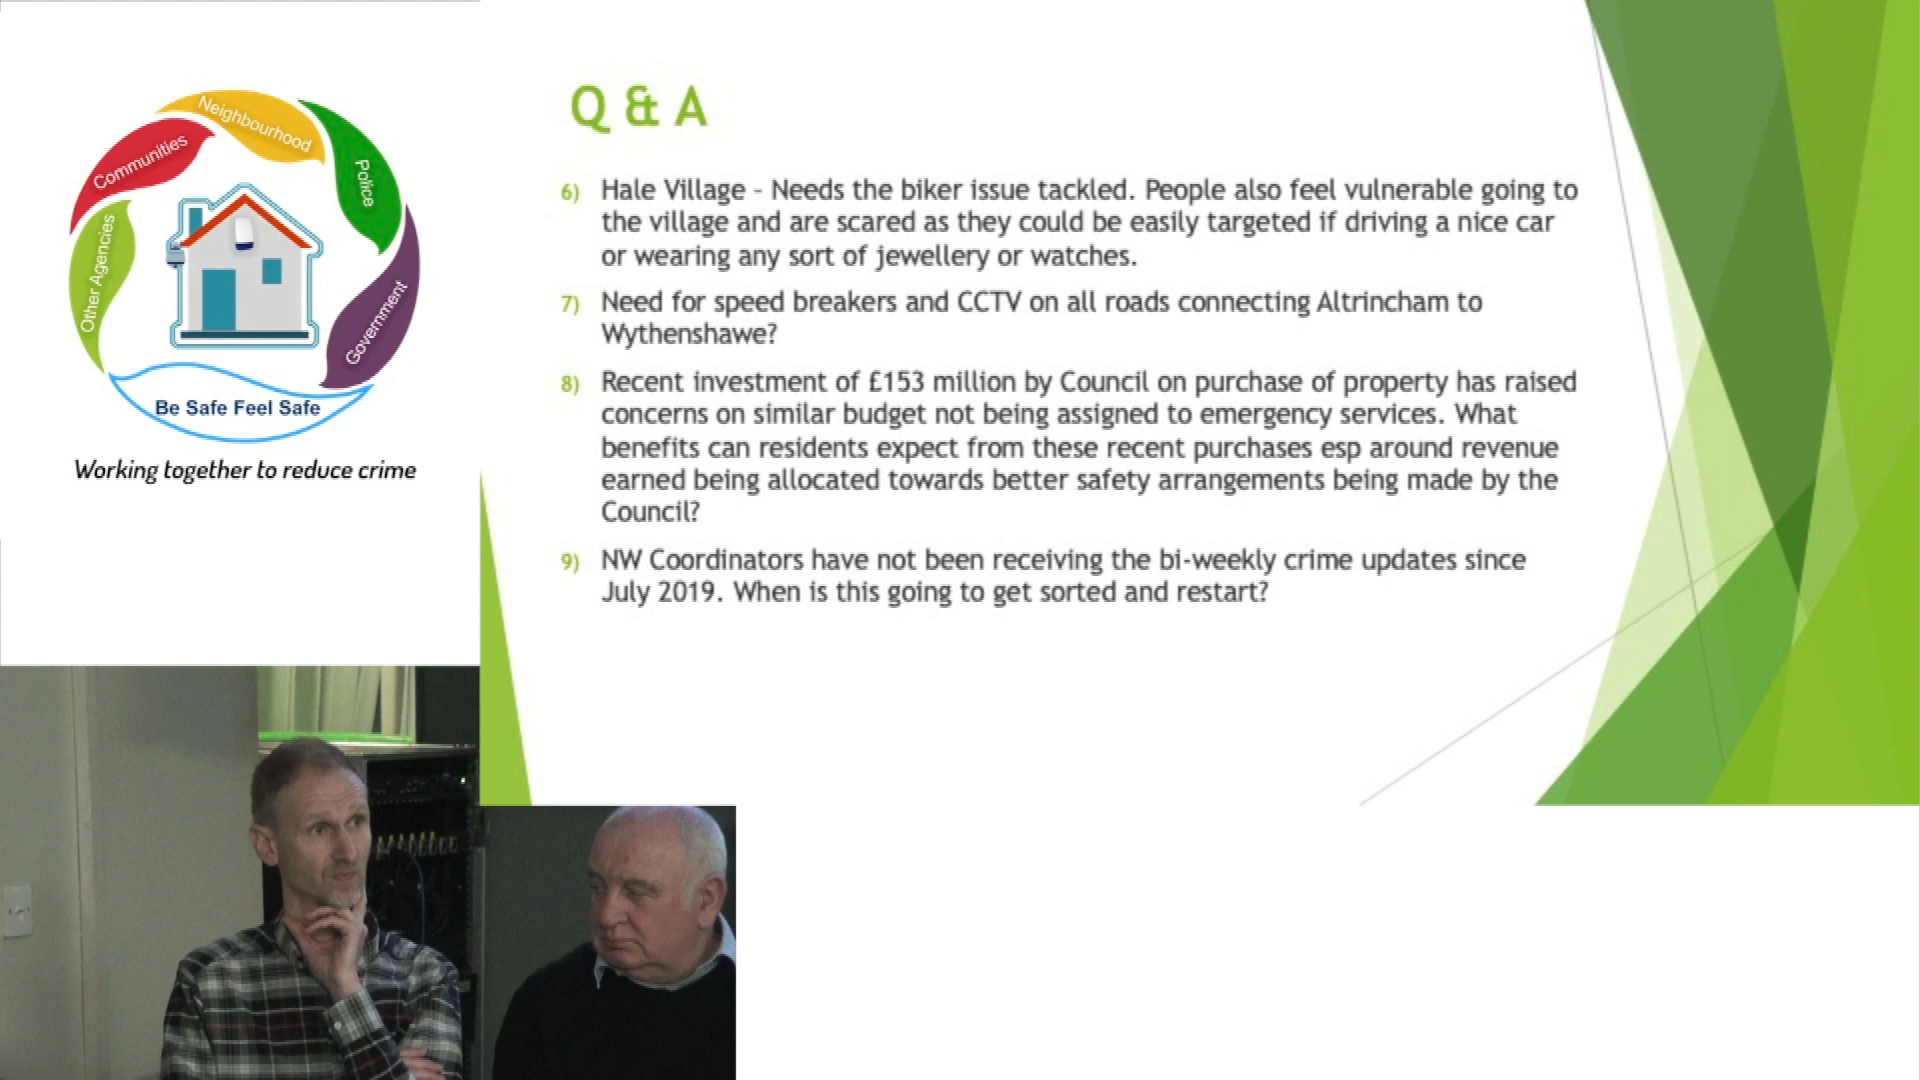 Neighbourhood
Communities
Police
Other Agencies
Government
Be Safe Feel Safe
Working together to reduce crime
Q & A
6) Hale Village - Needs the biker issue tackled. People also feel vulnerable going to
the village and are scared as they could be easily targeted if driving a nice car
or wearing any sort of jewellery or watches.
7) Need for speed breakers and CCTV on all roads connecting Altrincham to
Wythenshawe?
8) Recent investment of £153 million by Council on purchase of property has raised
concerns on similar budget not being assigned to emergency services. What
benefits can residents expect from these recent purchases esp around revenue
earned being allocated towards better safety arrangements being made by the
Council?
9) NW Coordinators have not been receiving the bi-weekly crime updates since
July 2019. When is this going to get sorted and restart?